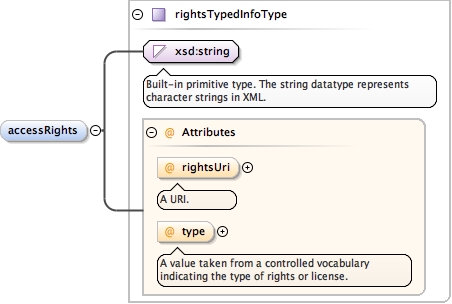 rightsTypedInfoType
xsd:string
Built-in primitive type. The string datatype represents
character strings in XML.
accessRights
@ Attributes
@ rightsUri
A URI.
@ type
A value taken from a controlled vocabulary
indicating the type of rights or license.